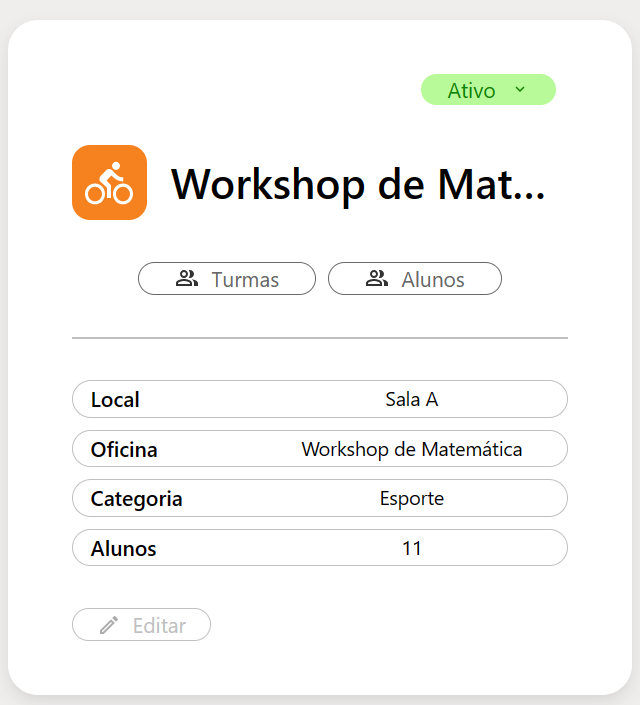 Ativo
Workshop de Mat...
Turmas Alunos
Local Sala A
Oficina Workshop de Matemática
Categoria Esporte
Alunos 11
Editar